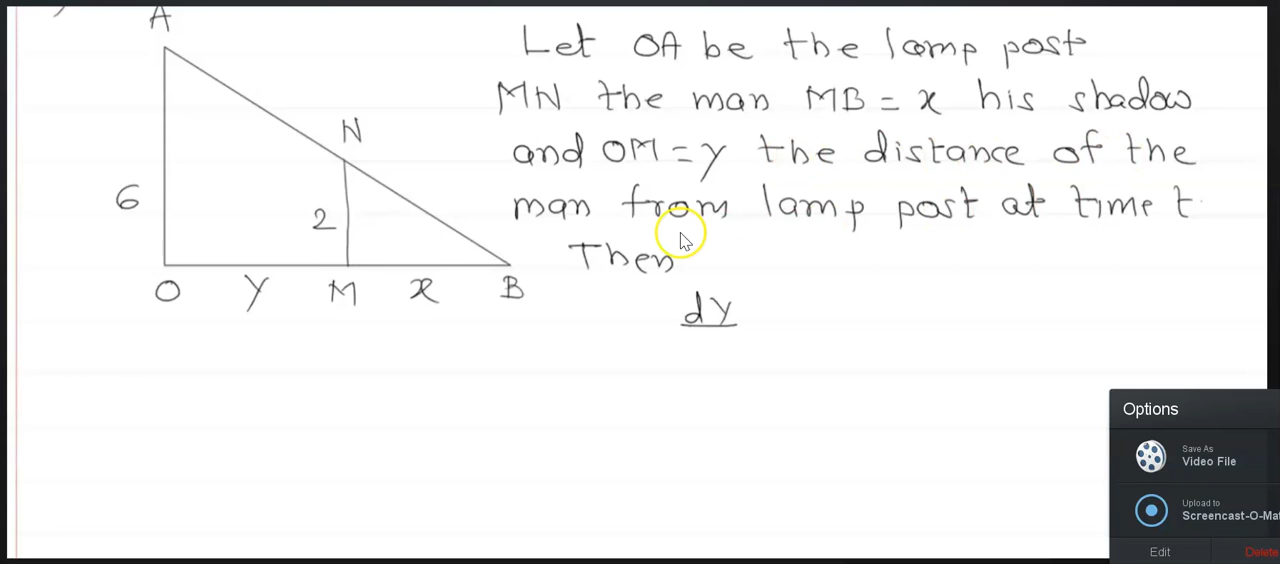 A
Let OA be the lamp post
MN the man MB = x his shadow
N
and OM = y the distance of the
6
2
man from lamp post at time t.
Then
O y M x B
dy
Options
Save As
Video File
Upload to
Screencast-O-Mat
Edit Delete